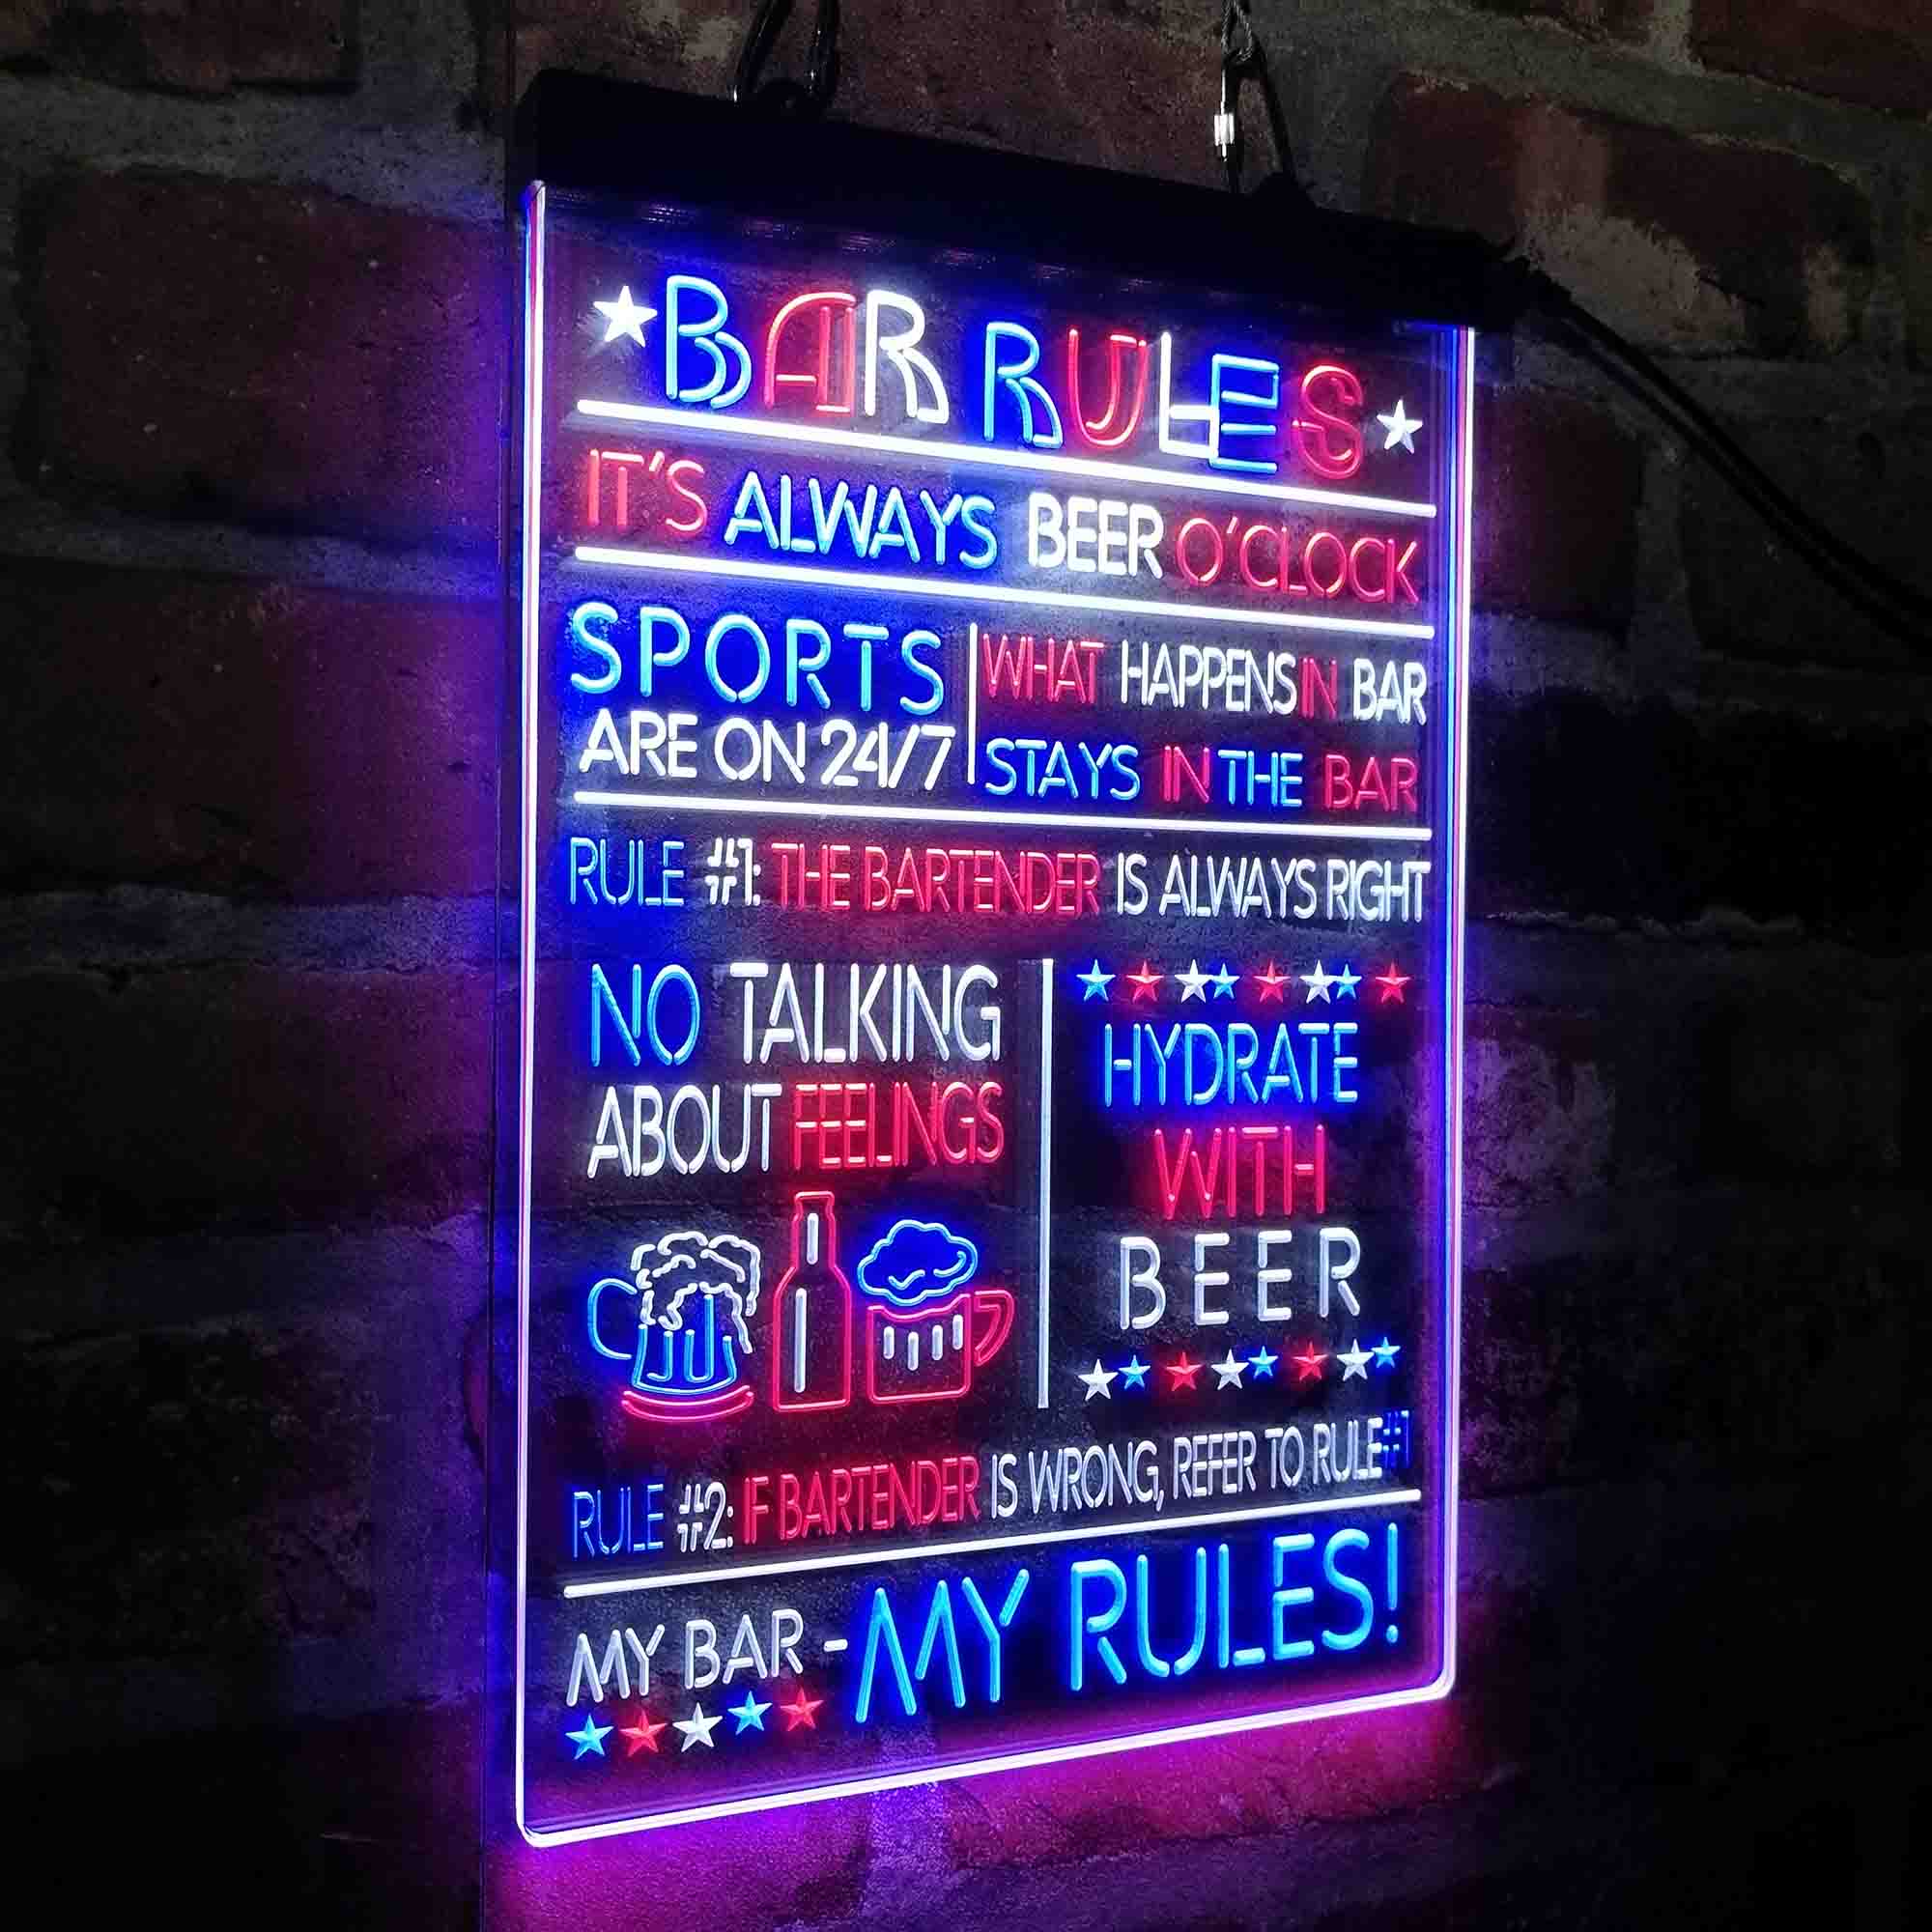 BAR RULES
IT'S ALWAYS BEER O'CLOCK
SPORTS
ARE ON 24/7
WHAT HAPPENS IN BAR
STAYS IN THE BAR
RULE #1: THE BARTENDER IS ALWAYS RIGHT
NO TALKING
ABOUT FEELINGS
HYDRATE
WITH
BEER
RULE #2: IF BARTENDER IS WRONG, REFER TO RULE #1
MY BAR - MY RULES!